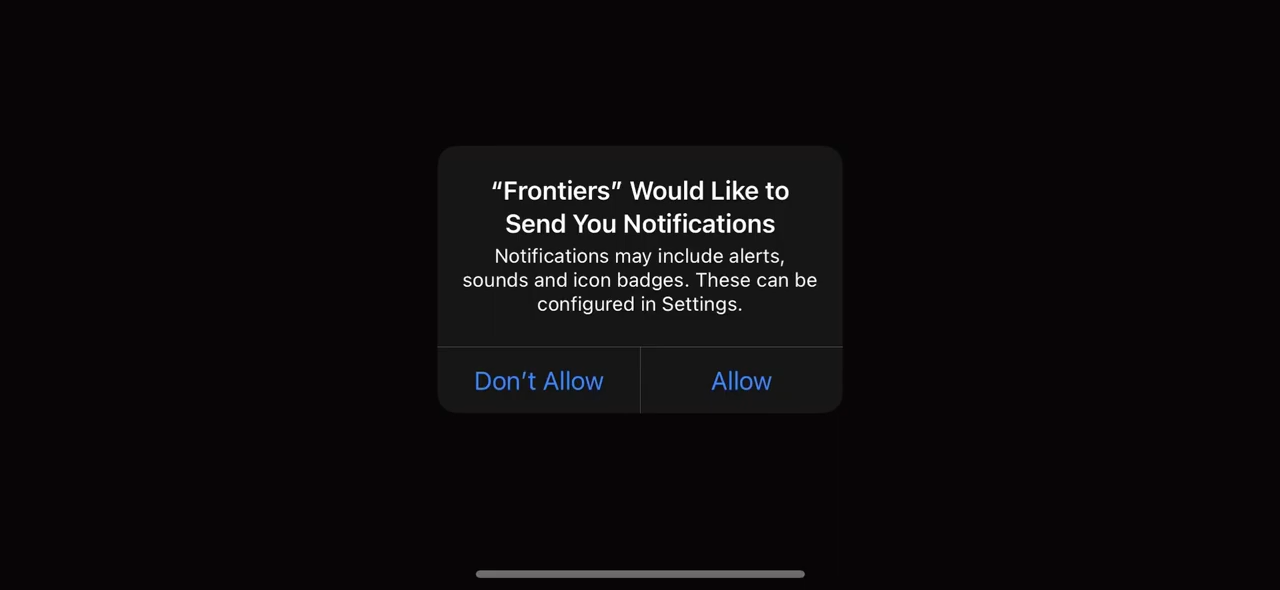 “Frontiers” Would Like to
Send You Notifications
Notifications may include alerts,
sounds and icon badges. These can be
configured in Settings.
Don’t Allow
Allow